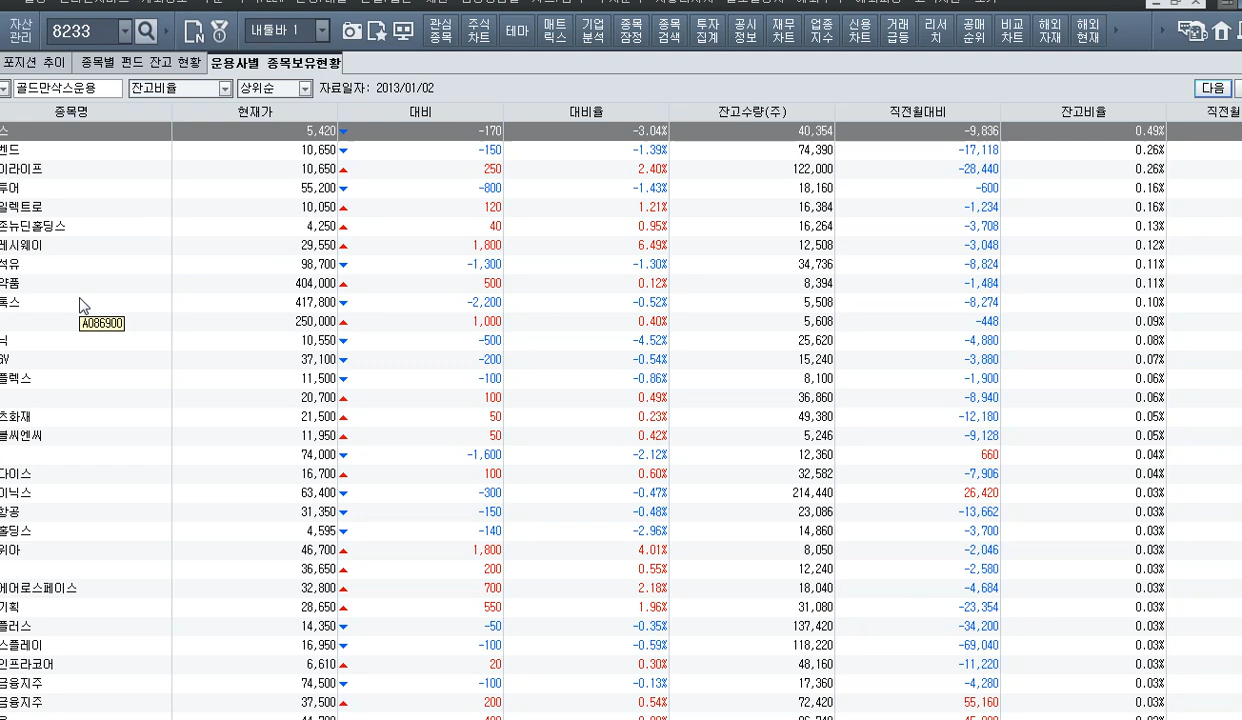 자산 관리 8233 내툴바 1 관심 종목 주식 차트 테마 매트 릭스 기업 분석 종목 잠정 종목 검색 투자 집계 공시 정보 재무 차트 업종 지수 신용 차트 거래 급등 리서 치 공매 순위 비교 차트 해외 자재 해외 현재
포지션 추이 종목별 펀드 잔고 현황 운용사별 종목보유현황
골드만삭스운용 잔고비율 상위순 자료일자: 2013/01/02 다음
종목명 현재가 대비 대비율 잔고수량(주) 직전월대비 잔고비율 직전월
스 5,420 -170 -3.04% 40,354 -9,836 0.49%
벤드 10,650 -150 -1.39% 74,390 -17,118 0.26%
이라이프 10,650 250 2.40% 122,000 -28,440 0.26%
투어 55,200 -800 -1.43% 18,160 -600 0.16%
일렉트로 10,050 120 1.21% 16,384 -1,234 0.16%
존뉴딘홀딩스 4,250 40 0.95% 16,264 -3,708 0.13%
레시웨이 29,550 1,800 6.49% 12,508 -3,048 0.12%
석유 98,700 -1,300 -1.30% 34,736 -8,824 0.11%
약품 404,000 500 0.12% 8,394 -1,484 0.11%
톡스 417,800 -2,200 -0.52% 5,508 -8,274 0.10%
A086900 250,000 1,000 0.40% 5,608 -448 0.09%
닉 10,550 -500 -4.52% 25,620 -4,880 0.08%
GV 37,100 -200 -0.54% 15,240 -3,880 0.07%
플렉스 11,500 -100 -0.86% 8,100 -1,900 0.06%
20,700 100 0.49% 36,860 -8,940 0.06%
츠화재 21,500 50 0.23% 49,380 -12,180 0.05%
블씨엔씨 11,950 50 0.42% 5,246 -9,128 0.05%
74,000 -1,600 -2.12% 12,360 660 0.04%
다이스 16,700 100 0.60% 32,582 -7,906 0.04%
이닉스 63,400 -300 -0.47% 214,440 26,420 0.03%
항공 31,350 -150 -0.48% 23,086 -13,662 0.03%
홀딩스 4,595 -140 -2.96% 14,860 -3,700 0.03%
위아 46,700 1,800 4.01% 8,050 -2,046 0.03%
36,650 200 0.55% 12,240 -2,580 0.03%
에어로스페이스 32,800 700 2.18% 18,040 -4,684 0.03%
기획 28,650 550 1.96% 31,080 -23,354 0.03%
플러스 14,350 -50 -0.35% 137,420 -34,200 0.03%
스플레이 16,950 -100 -0.59% 118,220 -69,040 0.03%
인프라코어 6,610 20 0.30% 48,160 -11,220 0.03%
금융지주 74,500 -100 -0.13% 17,360 -4,280 0.03%
금융지주 37,500 200 0.54% 72,420 55,160 0.03%